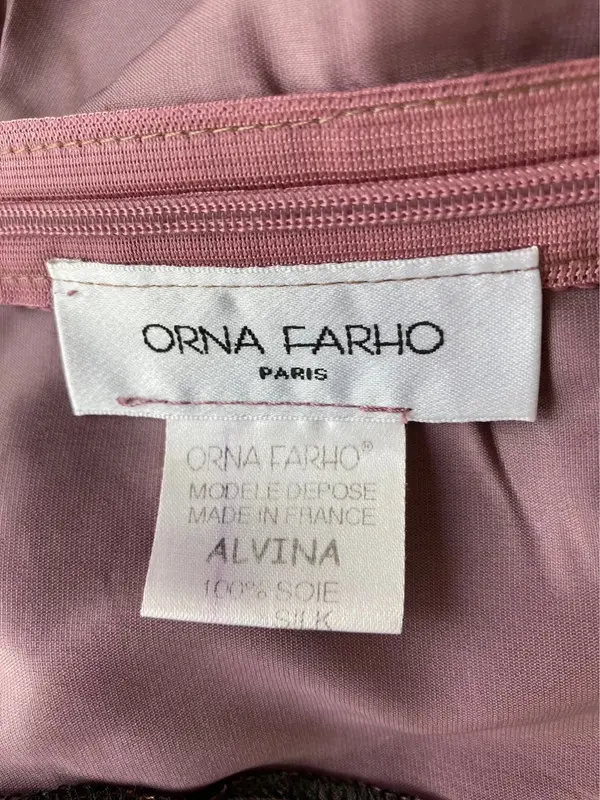 ORNA FARHO
PARIS
ORNA FARHO®
MODELE DEPOSE
MADE IN FRANCE
ALVINA
100% SOIE
SILK